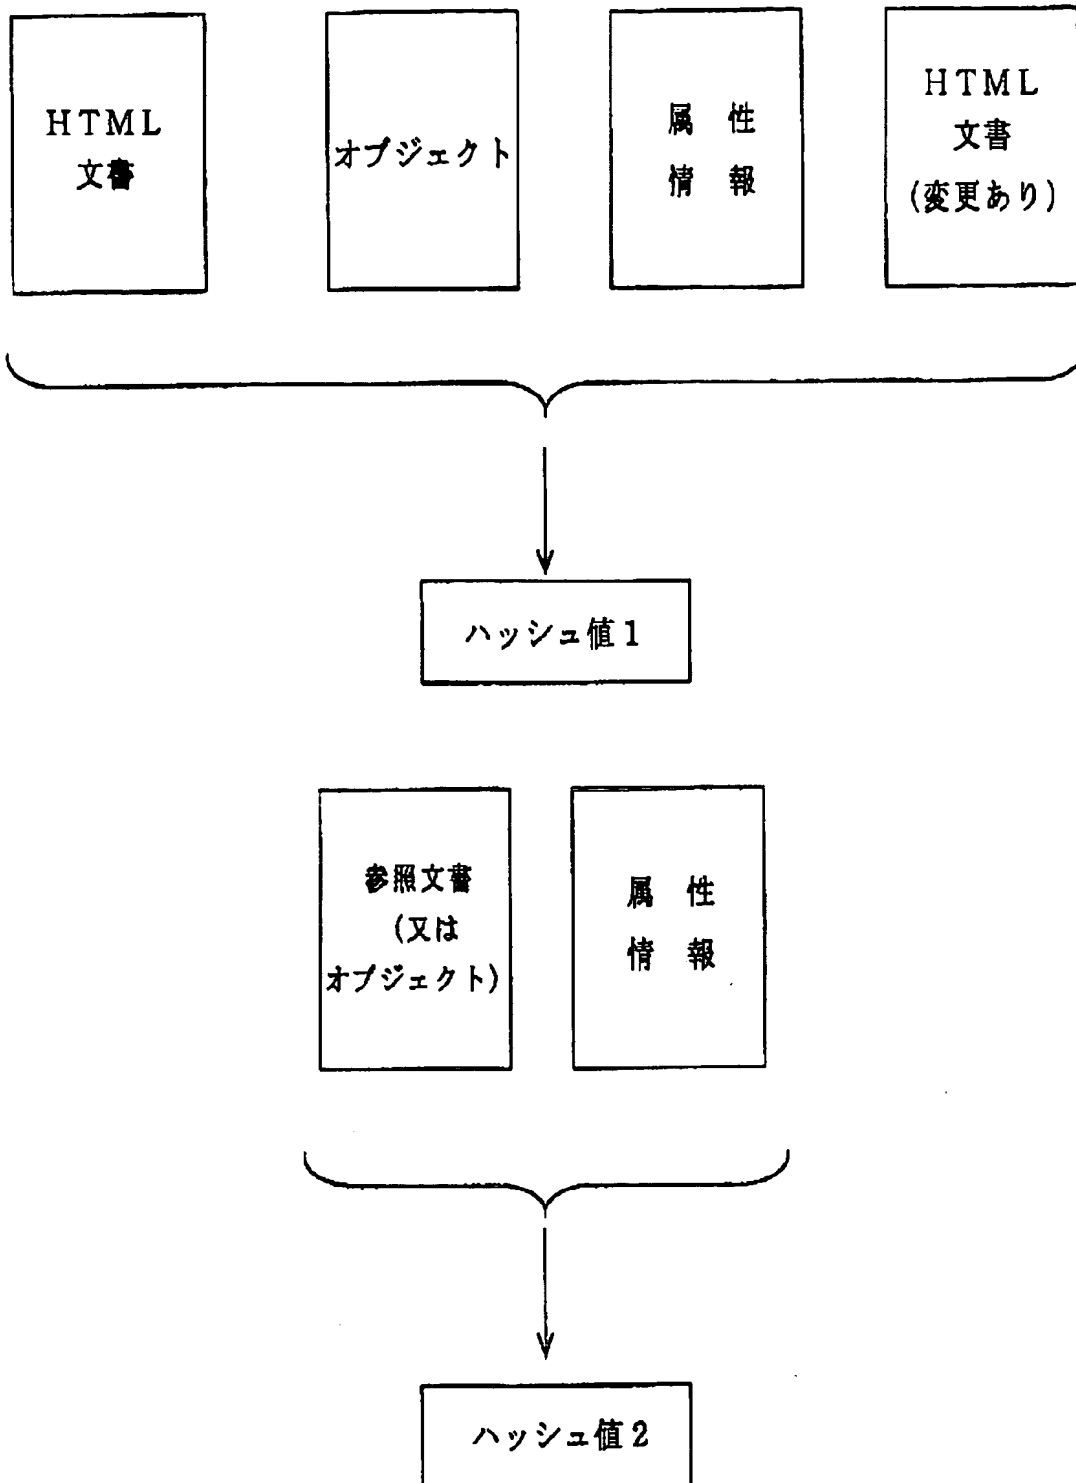 HTML
文書
オブジェクト
属 性
情 報
HTML
文書
(変更あり)
ハッシュ値1
参照文書
(又は
オブジェクト)
属 性
情 報
ハッシュ値2